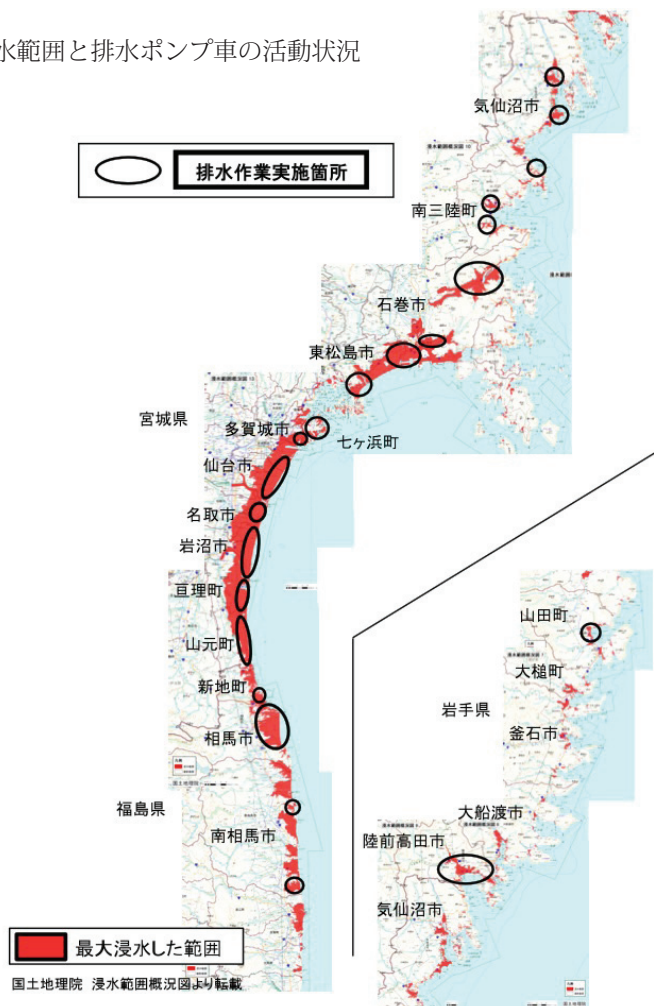 水範囲と排水ポンプ車の活動状況
気仙沼市
排水作業実施箇所
南三陸町
石巻市
東松島市
宮城県
多賀城市
七ヶ浜町
仙台市
名取市
岩沼市
亘理町
山元町
新地町
相馬市
福島県
南相馬市
山田町
大槌町
岩手県
釜石市
大船渡市
陸前高田市
気仙沼市
最大浸水した範囲
国土地理院 浸水範囲概況図より転載